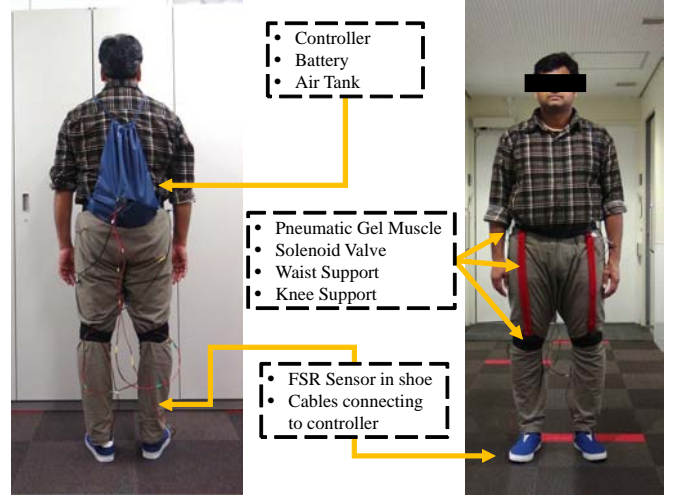 • Controller
• Battery
• Air Tank
• Pneumatic Gel Muscle
• Solenoid Valve
• Waist Support
• Knee Support
• FSR Sensor in shoe
• Cables connecting
to controller